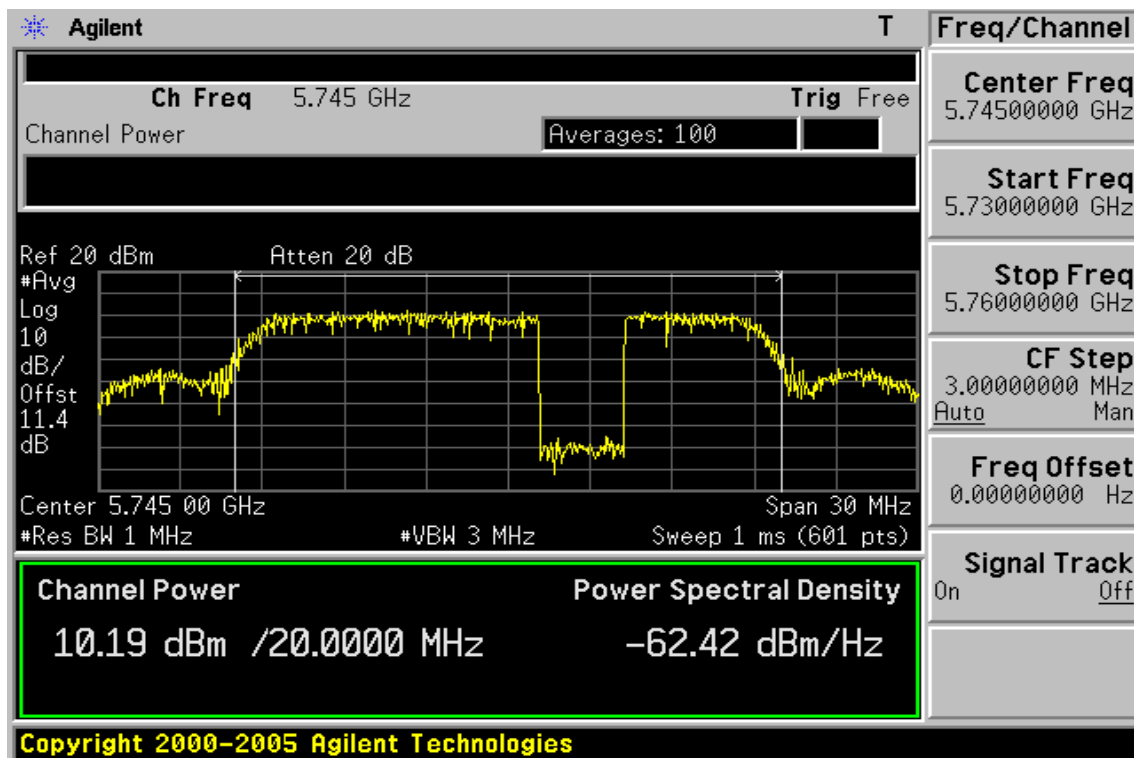 Agilent T
Ch Freq 5.745 GHz Trig Free
Channel Power Averages: 100
Ref 20 dBm Atten 20 dB
#Avg
Log
10
dB/
Offst
11.4
dB
Center 5.745 00 GHz Span 30 MHz
#Res BW 1 MHz #VBW 3 MHz Sweep 1 ms (601 pts)
Channel Power Power Spectral Density
10.19 dBm /20.0000 MHz -62.42 dBm/Hz
Copyright 2000-2005 Agilent Technologies
Freq/Channel
Center Freq
5.74500000 GHz
Start Freq
5.73000000 GHz
Stop Freq
5.76000000 GHz
CF Step
3.00000000 MHz
Auto Man
Freq Offset
0.00000000 Hz
Signal Track
On Off